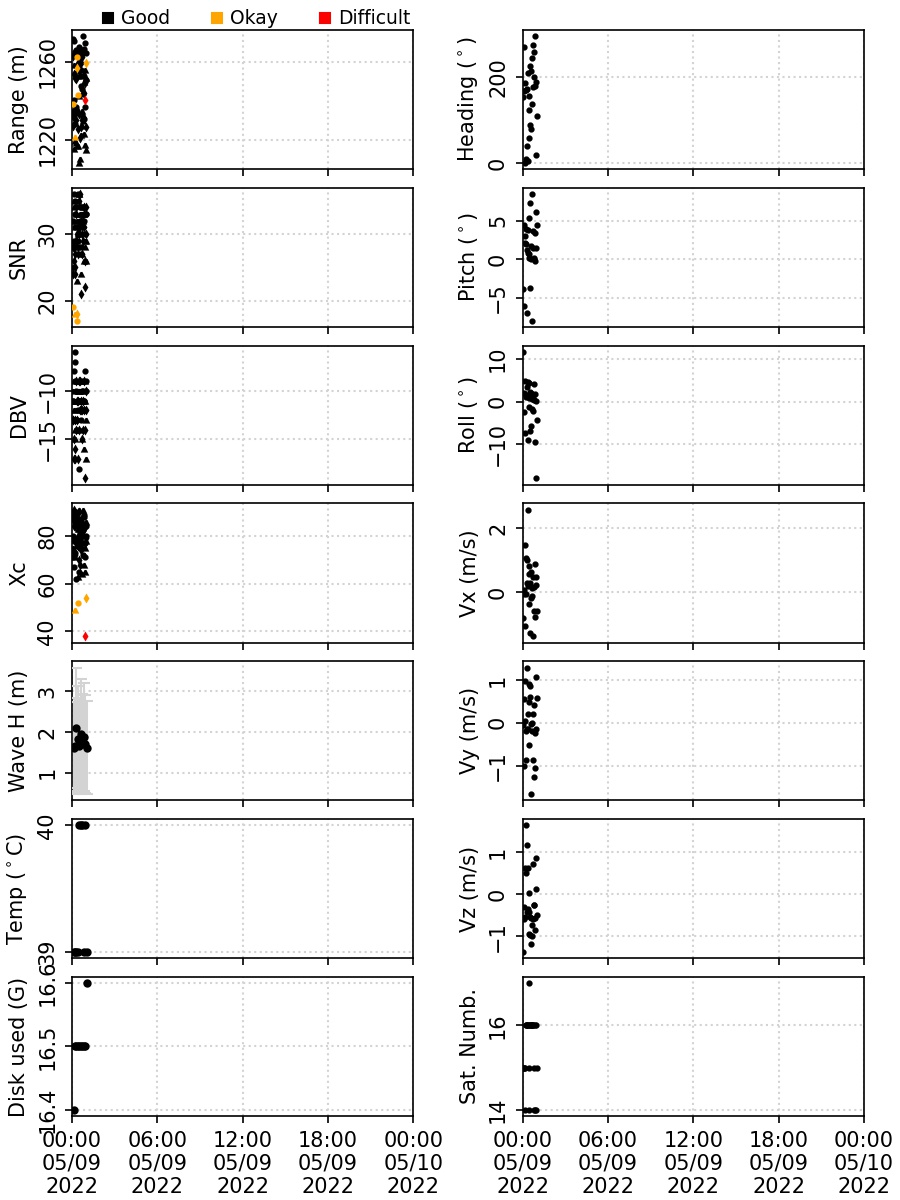 Good Okay Difficult
Range (m)
1260
1220
Heading (°)
200
0
SNR
30
20
Pitch (°)
5
0
−5
DBV
−10
−15
Roll (°)
10
0
−10
Xc
80
60
40
Vx (m/s)
2
0
Wave H (m)
3
2
1
Vy (m/s)
1
0
−1
Temp (°C)
40
39
Vz (m/s)
1
0
−1
Disk used (G)
16.6
16.5
16.4
Sat. Numb.
16
14
00:00 06:00 12:00 18:00 00:00
05/09 05/09 05/09 05/09 05/10
2022 2022 2022 2022 2022
00:00 06:00 12:00 18:00 00:00
05/09 05/09 05/09 05/09 05/10
2022 2022 2022 2022 2022